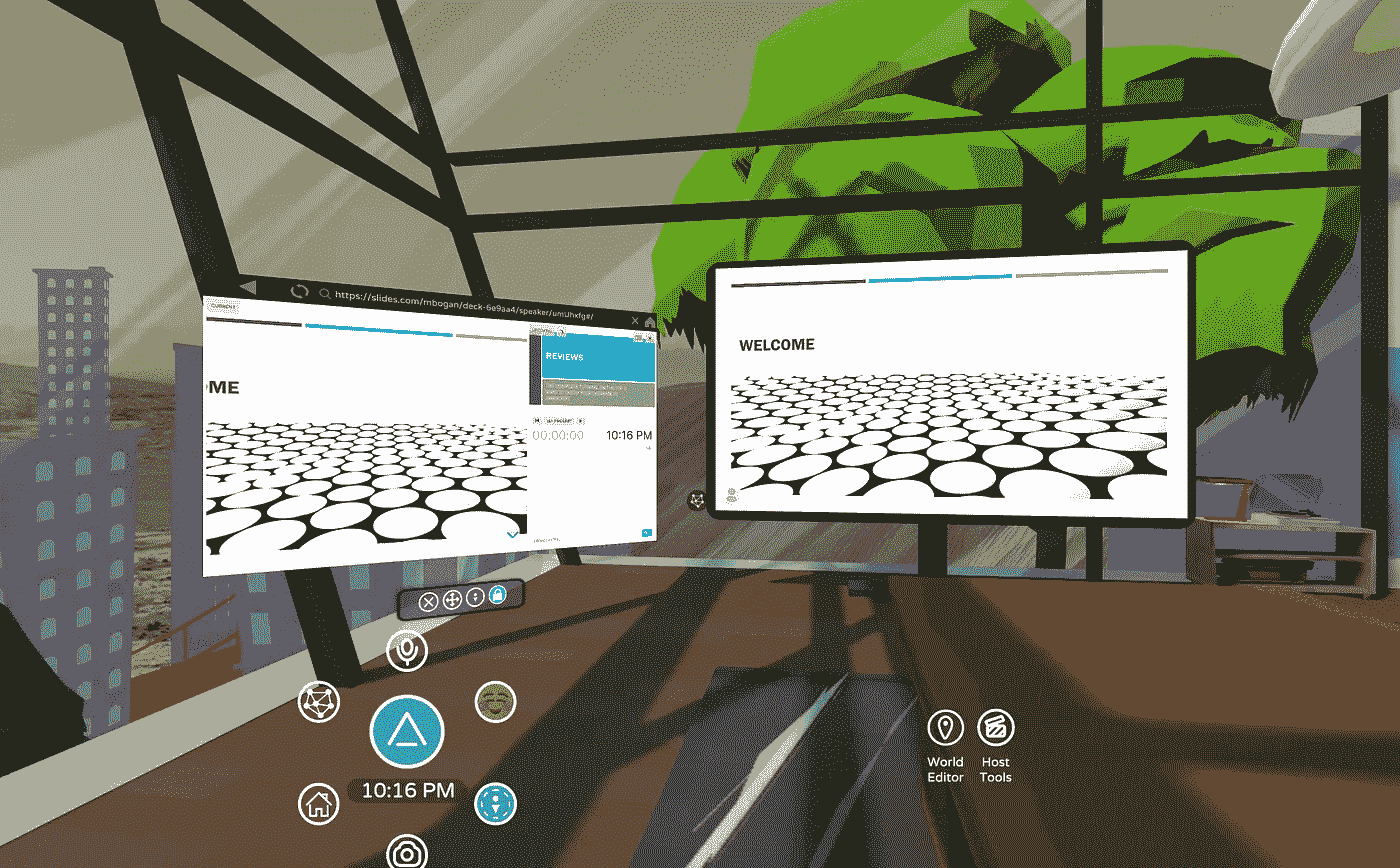 https://slides.com/mbogan/deck-6e9aa4/speaker/umUhxfg#/
CURRENT
OME
REVIEWS
00:00:00
10:16 PM
WELCOME
10:16 PM
World
Editor
Host
Tools